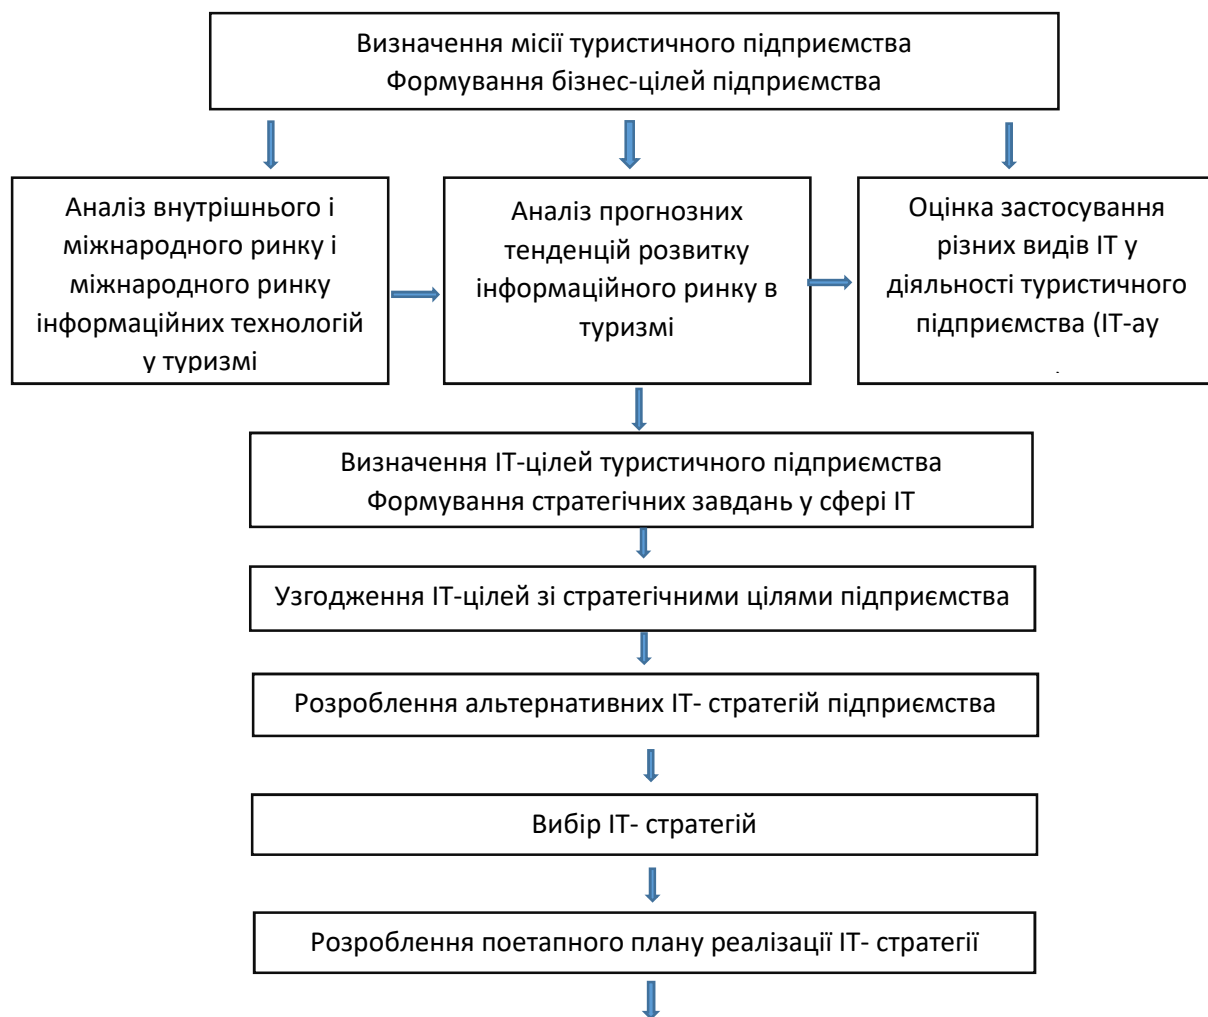 Визначення місії туристичного підприємства
Формування бізнес-цілей підприємства
Аналіз внутрішнього і
міжнародного ринку і
міжнародного ринку
інформаційних технологій
у туризмі
Аналіз прогнозних
тенденцій розвитку
інформаційного ринку в
туризмі
Оцінка застосування
різних видів ІТ у
діяльності туристичного
підприємства (ІТ-ау
Визначення ІТ-цілей туристичного підприємства
Формування стратегічних завдань у сфері ІТ
Узгодження ІТ-цілей зі стратегічними цілями підприємства
Розроблення альтернативних ІТ- стратегій підприємства
Вибір ІТ- стратегій
Розроблення поетапного плану реалізації ІТ- стратегії